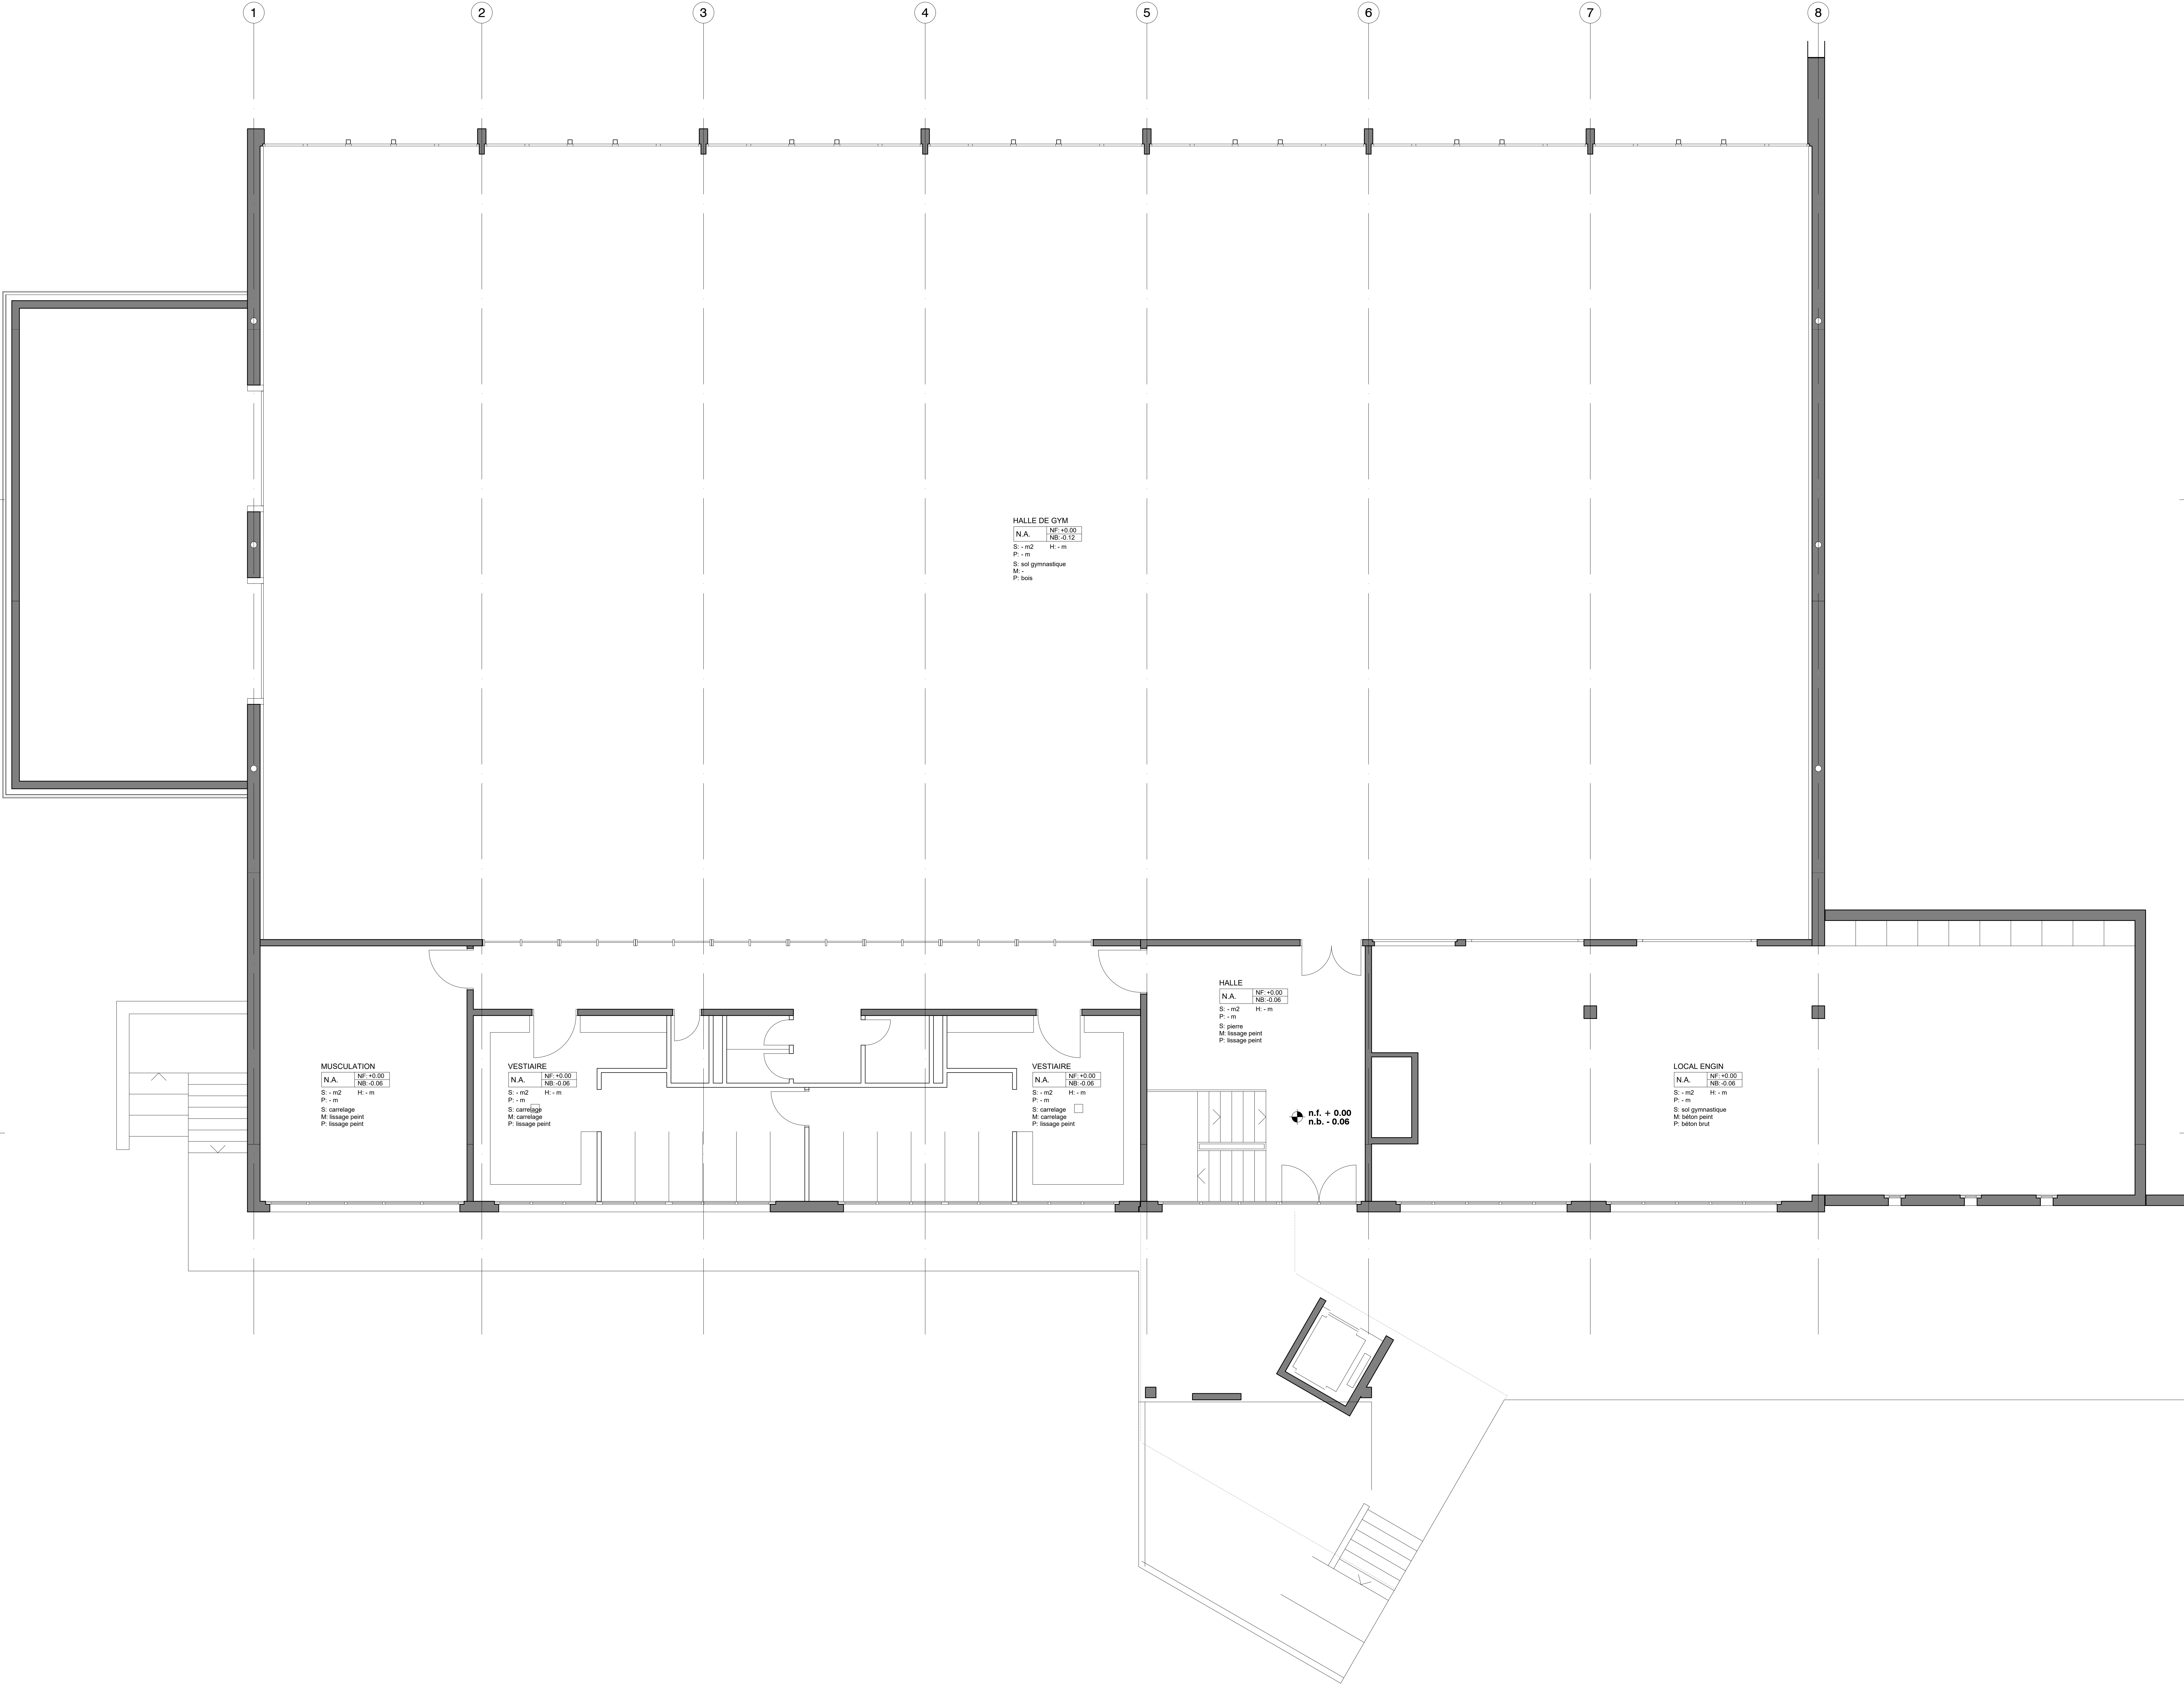 1 2 3 4 5 6 7 8
HALLE DE GYM
N.A. NF: +0.00
NB: -0.12
S: - m2 H: - m
P: - m
S: sol gymnastique
M: -
P: bois
HALLE
N.A. NF: +0.00
NB: -0.06
S: - m2 H: - m
P: - m
S: pierre
M: lissage peint
P: lissage peint
MUSCULATION
N.A. NF: +0.00
NB: -0.06
S: - m2 H: - m
P: - m
S: carrelage
M: lissage peint
P: lissage peint
VESTIAIRE
N.A. NF: +0.00
NB: -0.06
S: - m2 H: - m
P: - m
S: carrelage
M: carrelage
P: lissage peint
VESTIAIRE
N.A. NF: +0.00
NB: -0.06
S: - m2 H: - m
P: - m
S: carrelage
M: carrelage
P: lissage peint
n.f. + 0.00
n.b. - 0.06
LOCAL ENGIN
N.A. NF: +0.00
NB: -0.06
S: - m2 H: - m
P: - m
S: sol gymnastique
M: béton peint
P: béton brut